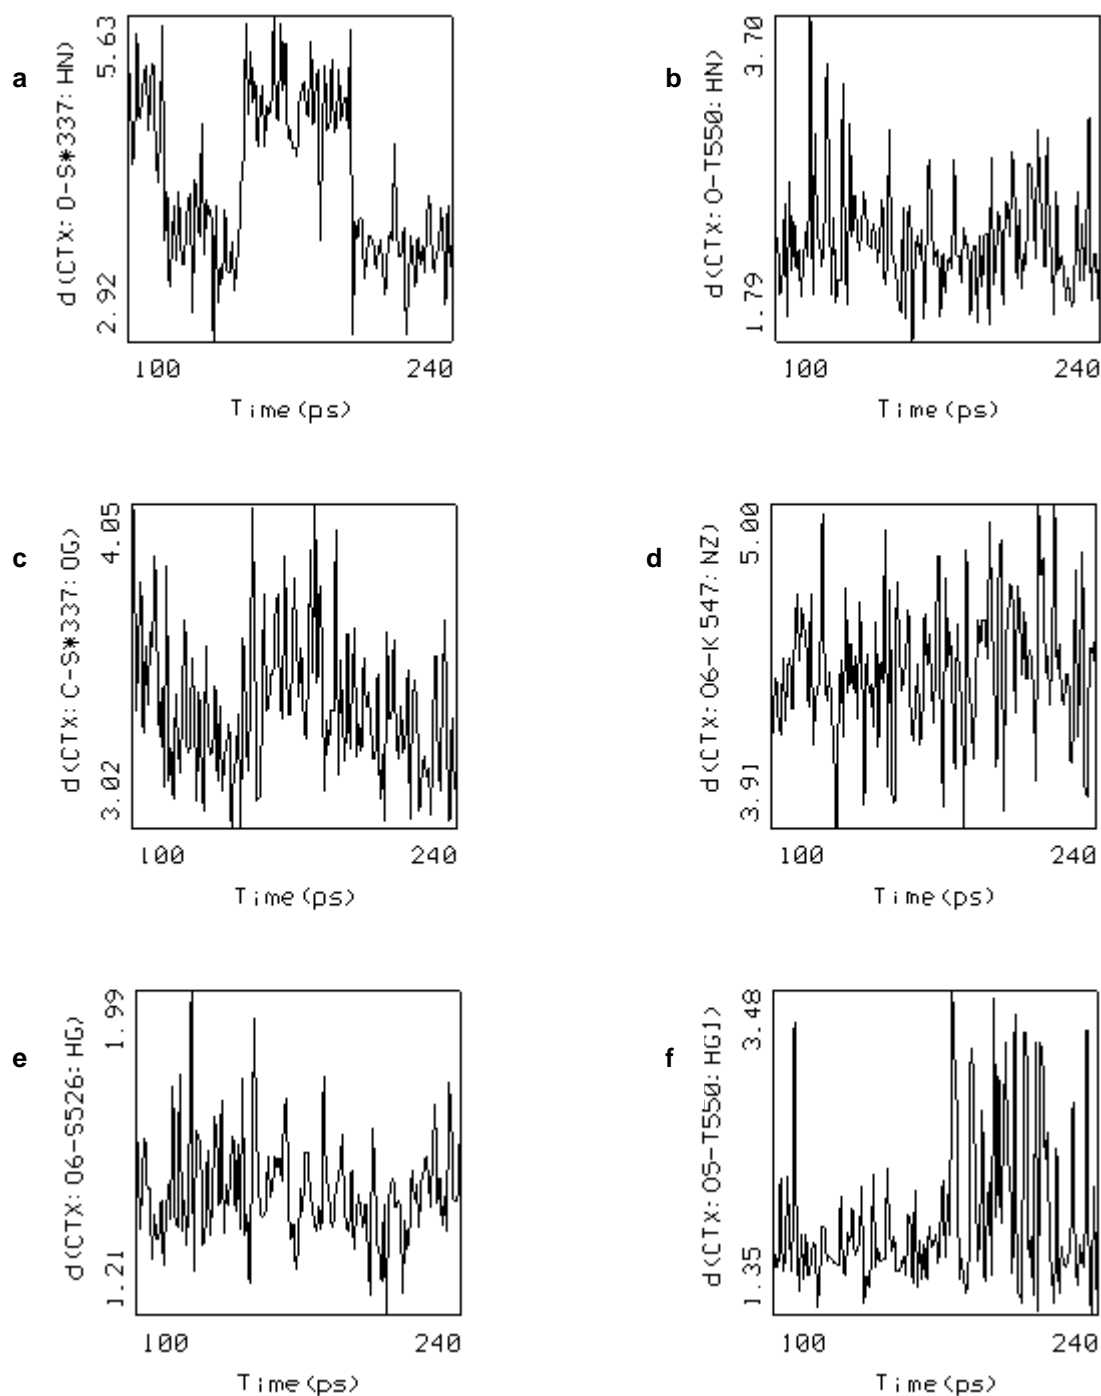 a
5.63
2.92
d(CTX:O-S*337:HN)
100 240
Time(ps)
b
3.70
1.79
d(CTX:O-T550:HN)
100 240
Time(ps)
c
4.05
3.02
d(CTX:C-S*337:OG)
100 240
Time(ps)
d
5.00
3.91
d(CTX:O6-K547:NZ)
100 240
Time(ps)
e
1.99
1.21
d(CTX:O6-S526:HG)
100 240
Time(ps)
f
3.48
1.35
d(CTX:O5-T550:HG1)
100 240
Time(ps)